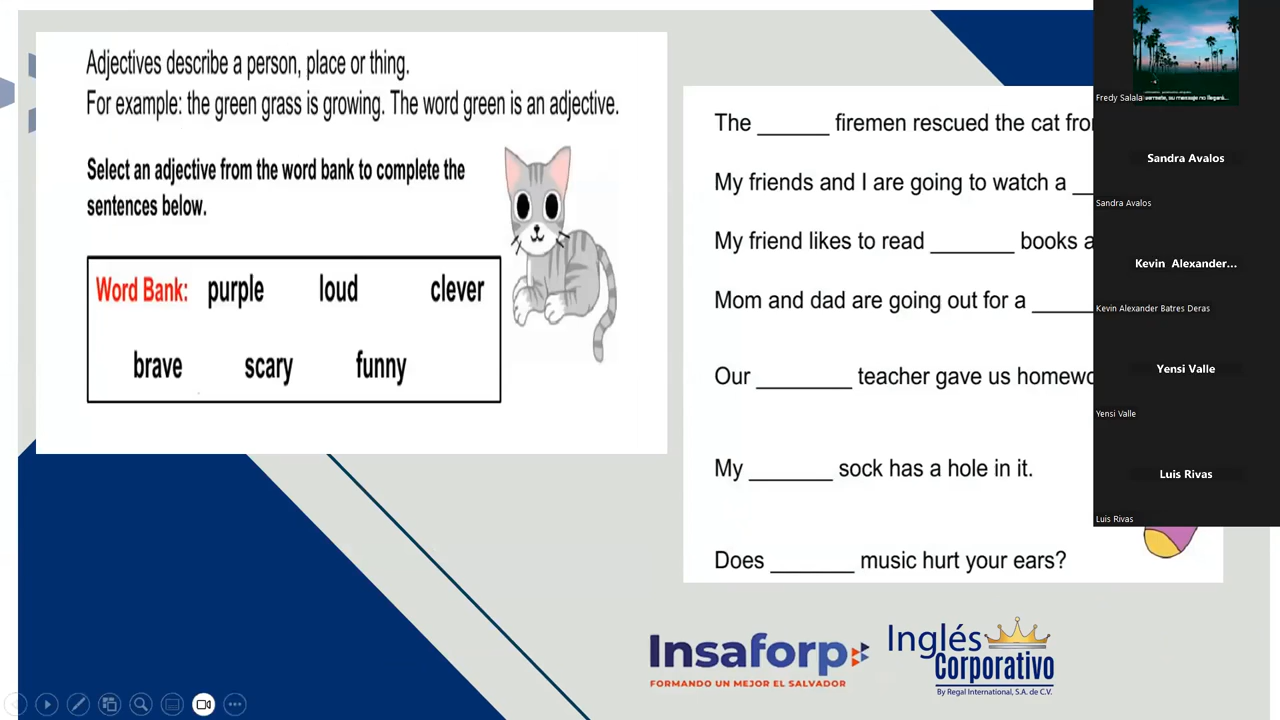 Adjectives describe a person, place or thing.
For example: the green grass is growing. The word green is an adjective.
Select an adjective from the word bank to complete the
sentences below.
Word Bank: purple loud clever
brave scary funny
The ______ firemen rescued the cat
My friends and I are going to watch a __
My friend likes to read _______ books
Mom and dad are going out for a _____
Our ________ teacher gave us
My _______ sock has a hole in it.
Does _______ music hurt your ears?
Insaforp
FORMANDO UN MEJOR EL SALVADOR
Inglés
Corporativo
By Regal International, S.A. de C.V.
Fredy Salala
Sandra Avalos
Sandra Avalos
Kevin Alexander...
Kevin Alexander Batres Deras
Yensi Valle
Yensi Valle
Luis Rivas
Luis Rivas